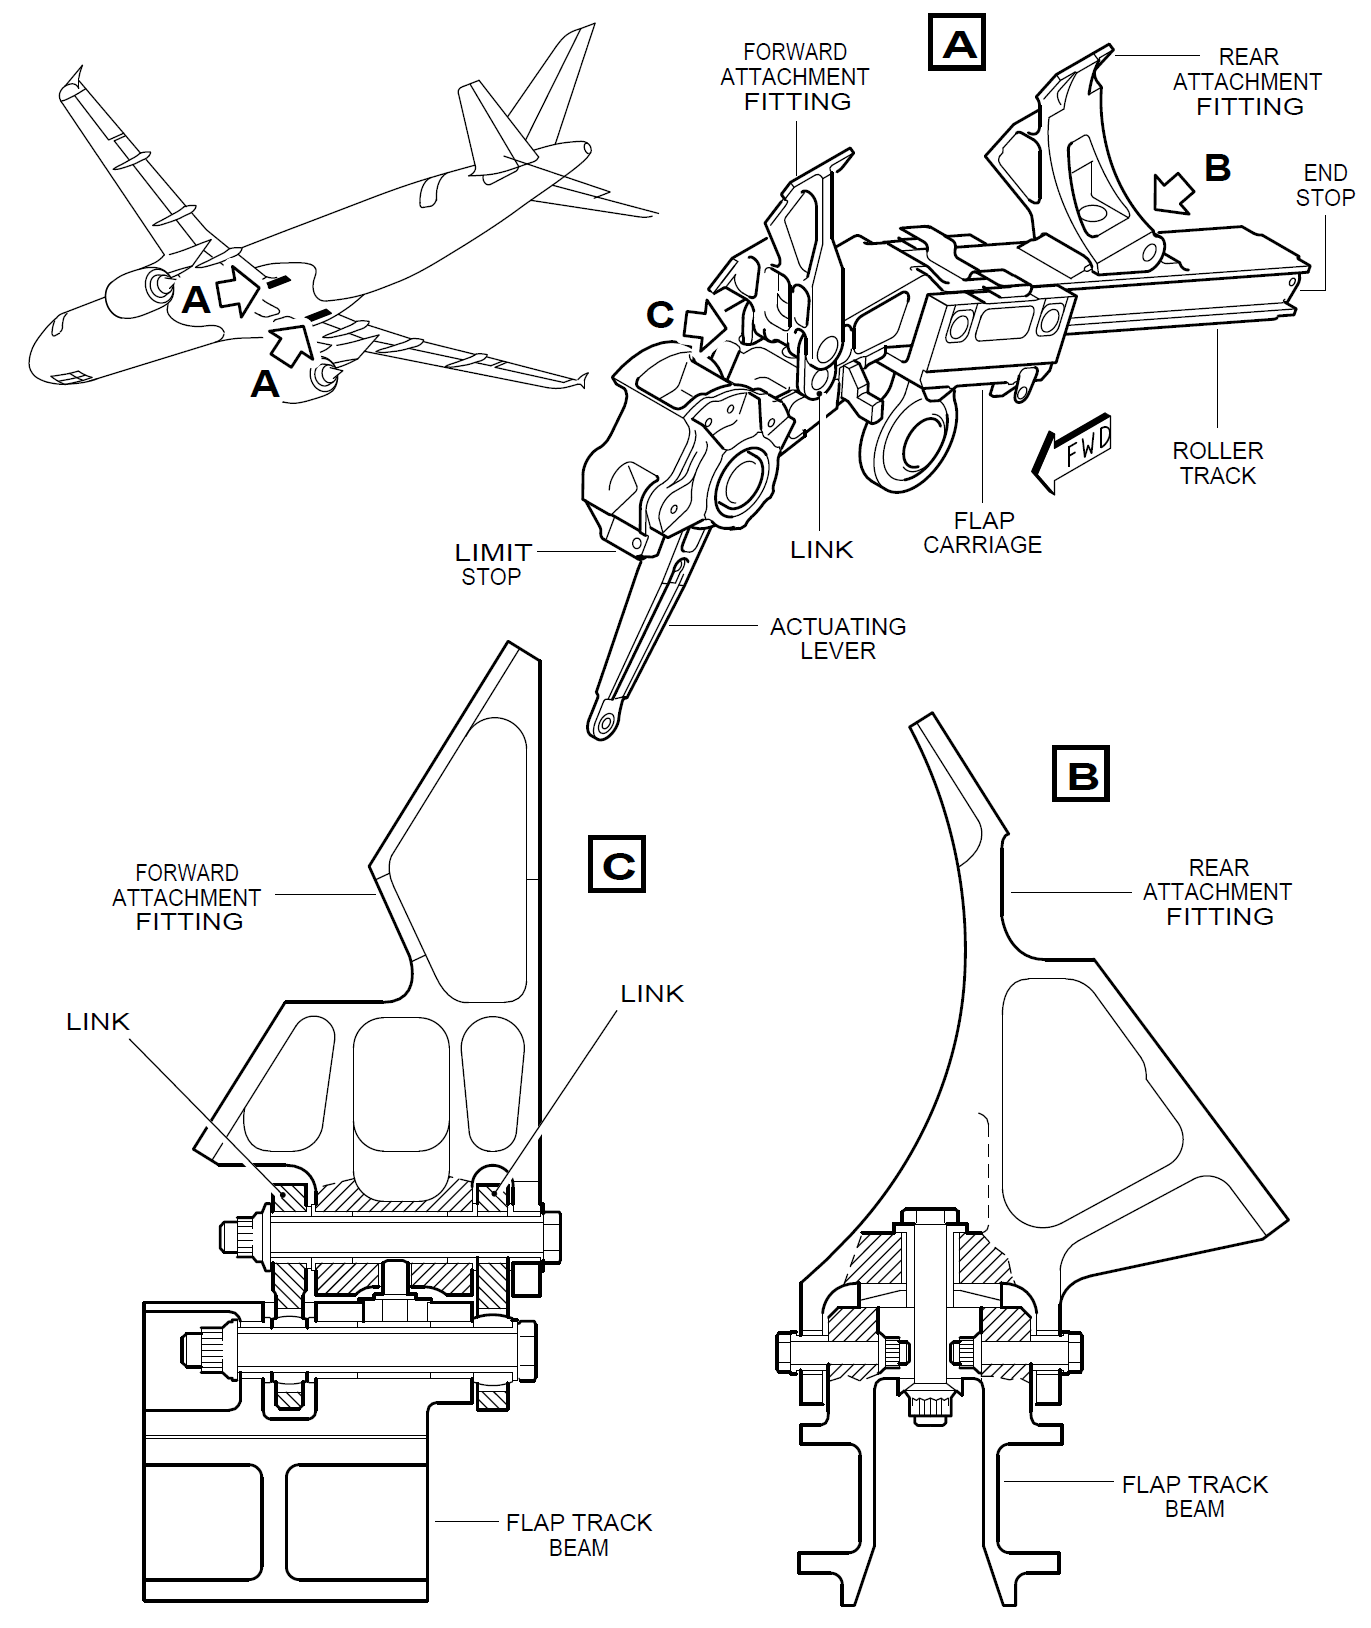 A
FORWARD
ATTACHMENT
FITTING
REAR
ATTACHMENT
FITTING
B
END
STOP
A
C
A
FWD
ROLLER
TRACK
FLAP
CARRIAGE
LINK
LIMIT
STOP
ACTUATING
LEVER
B
C
FORWARD
ATTACHMENT
FITTING
REAR
ATTACHMENT
FITTING
LINK
LINK
FLAP TRACK
BEAM
FLAP TRACK
BEAM